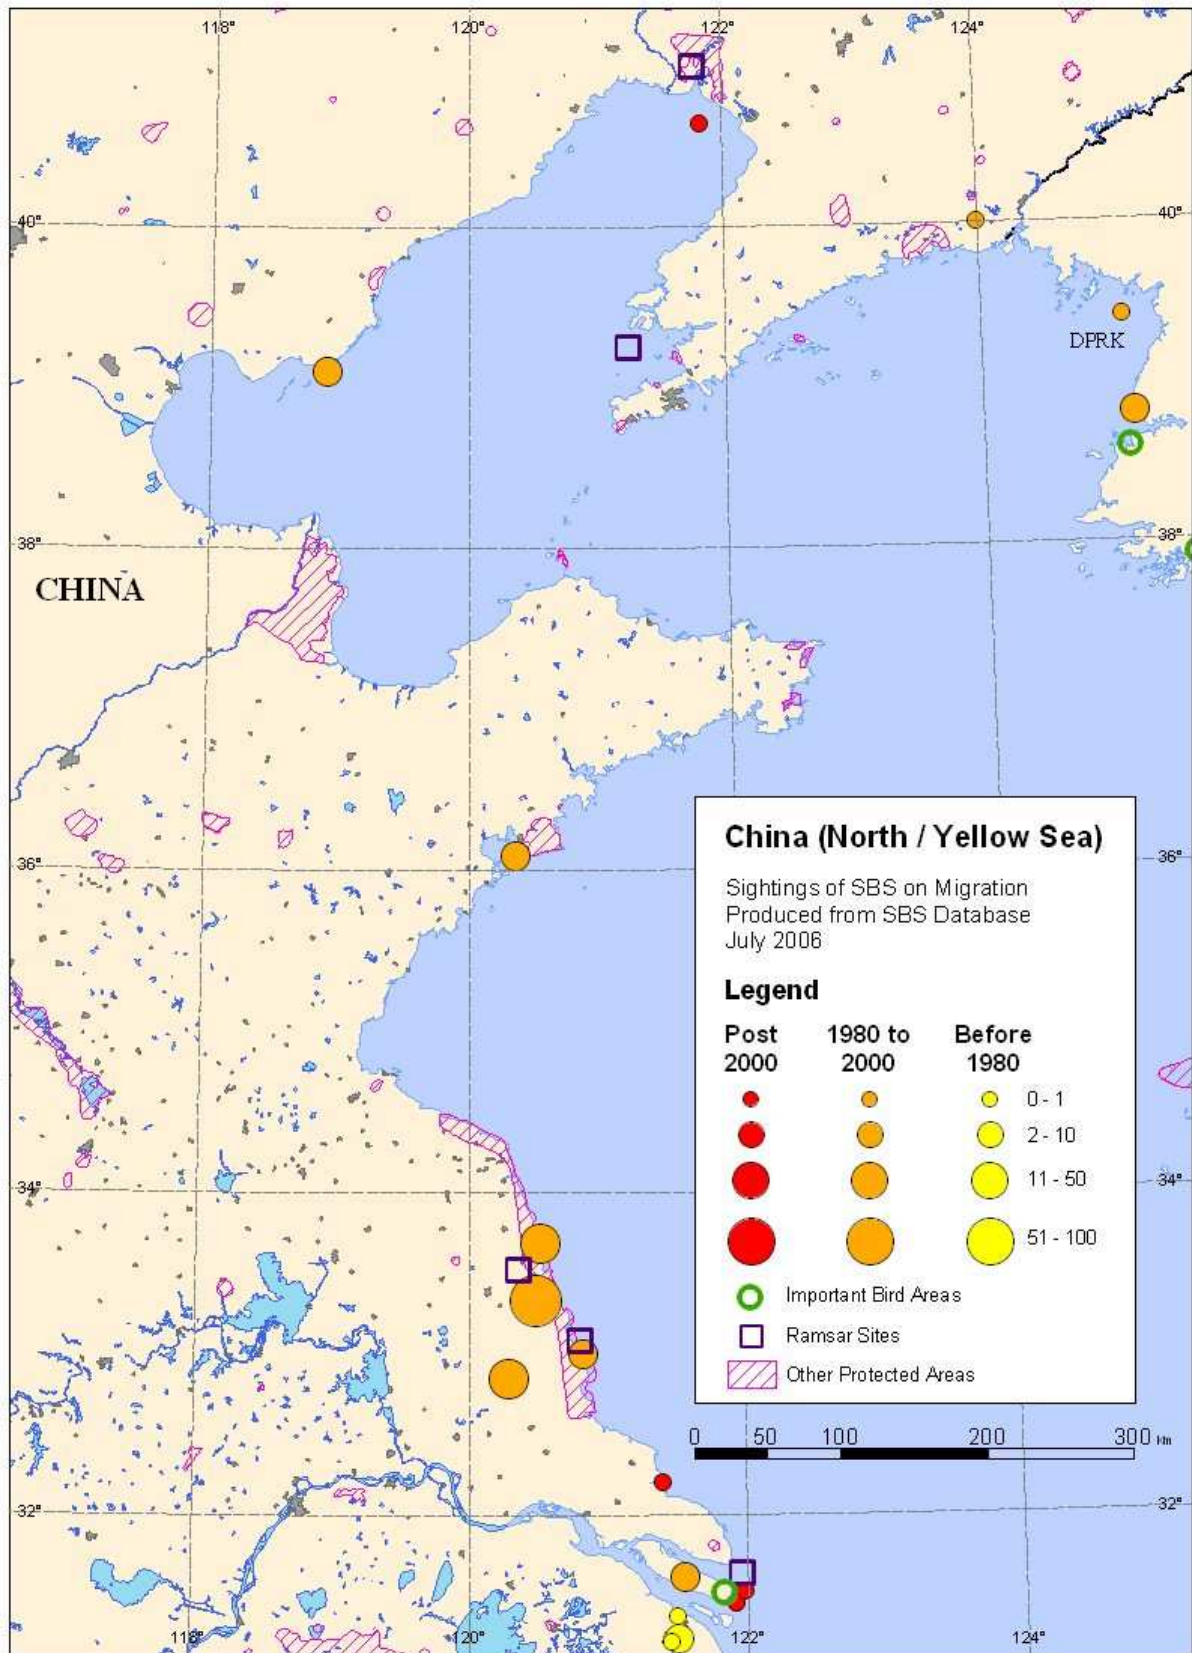 118° 120° 122° 124°
40° 40°
DPRK
38° 38°
CHINA
36° 36°
China (North / Yellow Sea)
Sightings of SBS on Migration
Produced from SBS Database
July 2006
Legend
Post 2000
1980 to 2000
Before 1980
0 - 1
2 - 10
11 - 50
51 - 100
Important Bird Areas
Ramsar Sites
Other Protected Areas
34° 34°
0 50 100 200 300 km
32° 32°
118° 120° 122° 124°